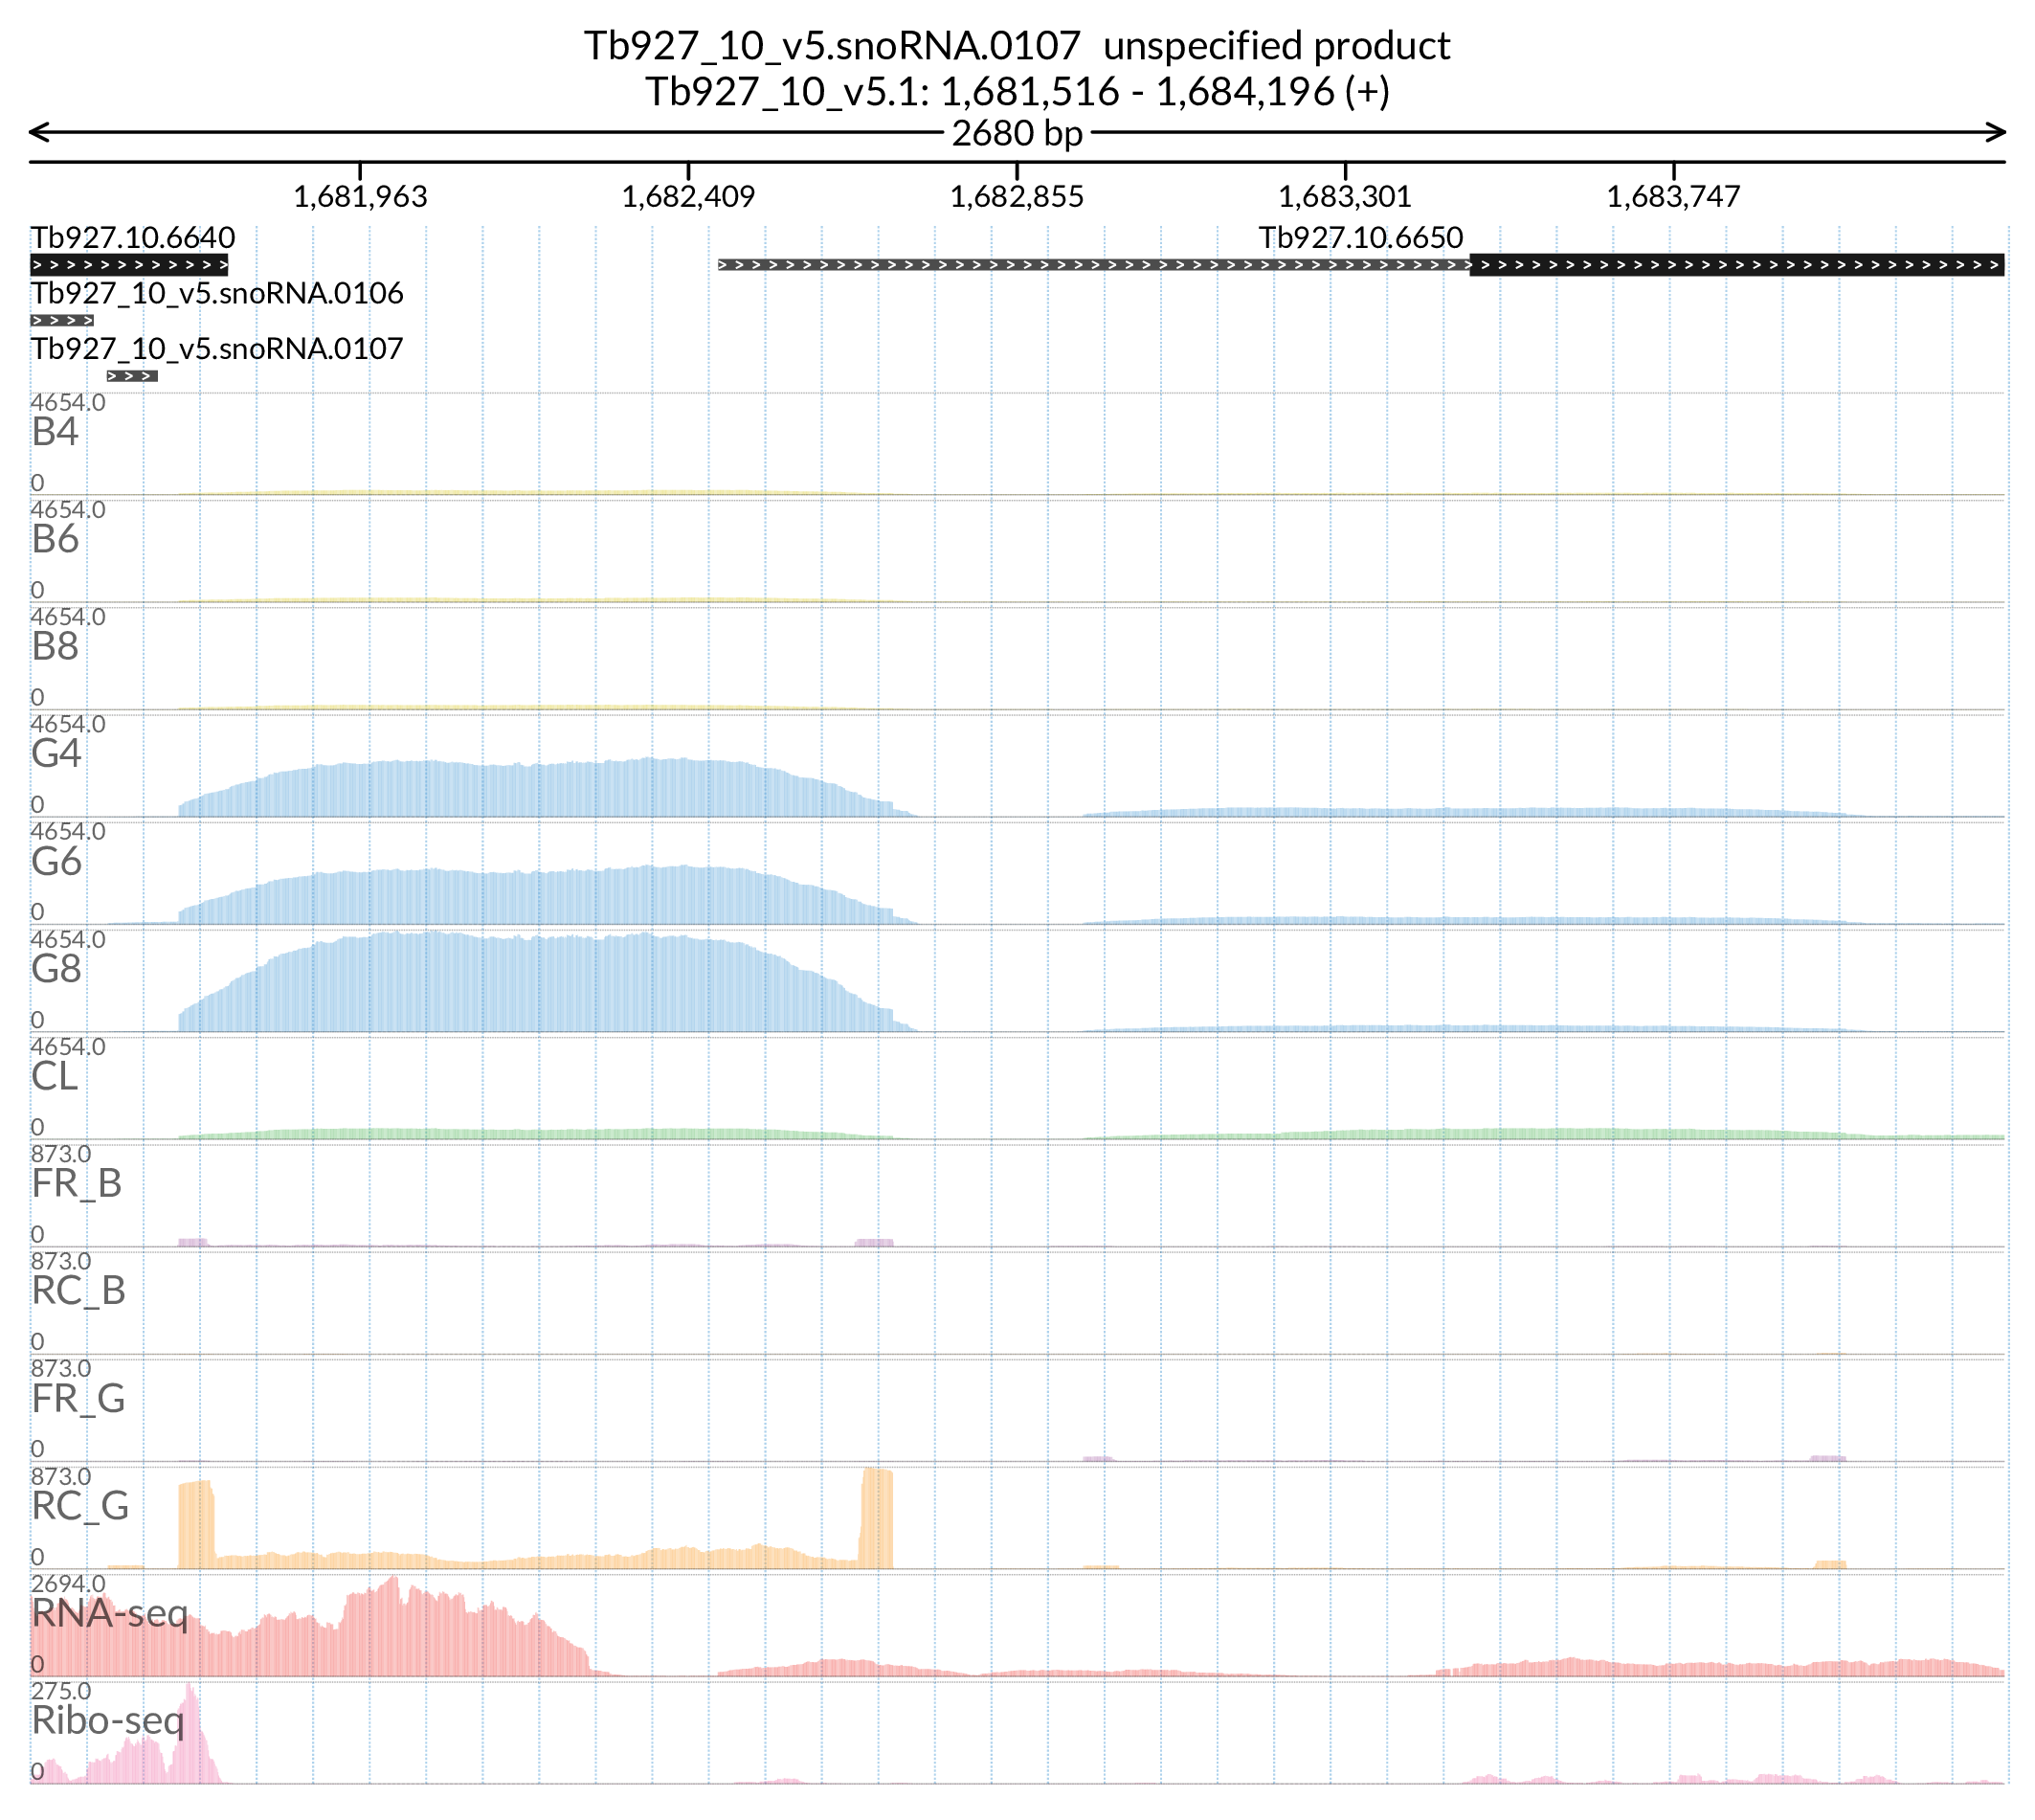 Tb927_10_v5.snoRNA.0107  unspecified product
Tb927_10_v5.1: 1,681,516 - 1,684,196 (+)
2680 bp
1,681,963 1,682,409 1,682,855 1,683,301 1,683,747
Tb927.10.6640 Tb927.10.6650
Tb927_10_v5.snoRNA.0106
Tb927_10_v5.snoRNA.0107
4654.0
B4
0
4654.0
B6
0
4654.0
B8
0
4654.0
G4
0
4654.0
G6
0
4654.0
G8
0
4654.0
CL
0
873.0
FR_B
0
873.0
RC_B
0
873.0
FR_G
0
873.0
RC_G
0
2694.0
RNA-seq
0
275.0
Ribo-seq
0